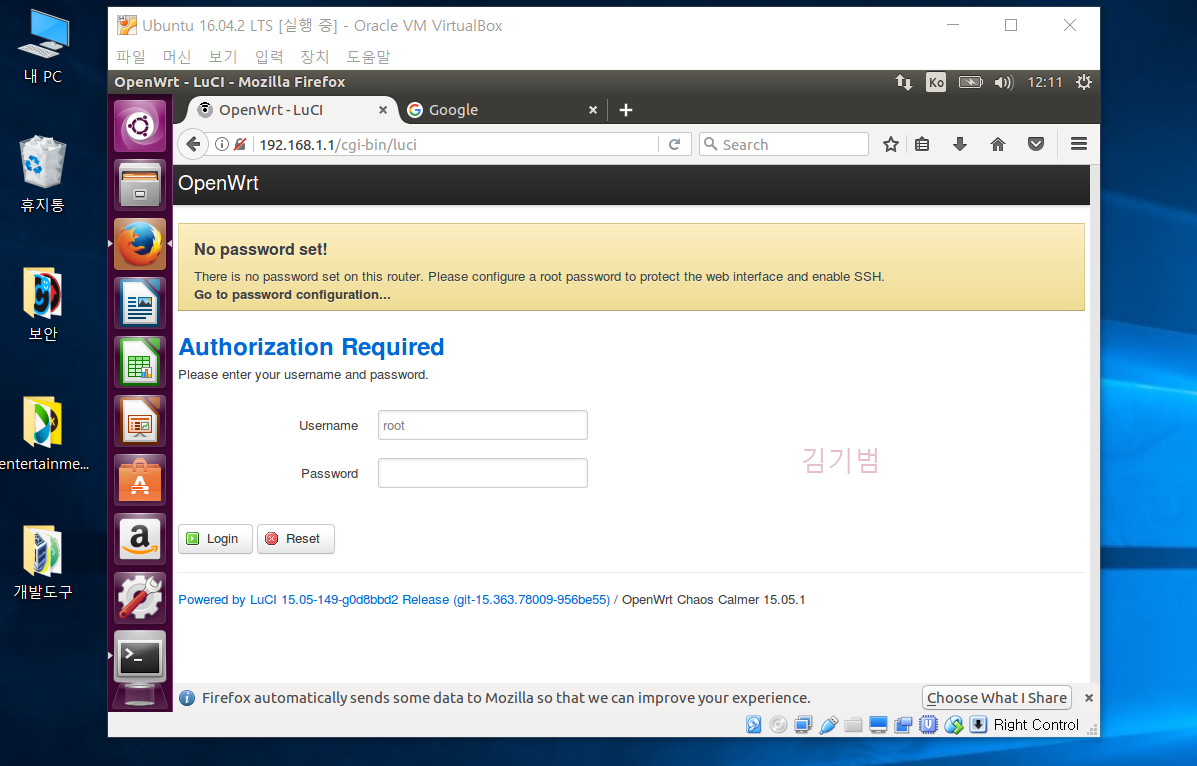 Ubuntu 16.04.2 LTS [실행 중] - Oracle VM VirtualBox
파일 머신 보기 입력 장치 도움말
OpenWrt - LuCI - Mozilla Firefox
Ko
12:11
OpenWrt - LuCI
Google
192.168.1.1/cgi-bin/luci
Search
OpenWrt
No password set!
There is no password set on this router. Please configure a root password to protect the web interface and enable SSH.
Go to password configuration...
Authorization Required
Please enter your username and password.
Username
root
Password
김기범
Login
Reset
Powered by LuCI 15.05-149-g0d8bbd2 Release (git-15.363.78009-956be55) / OpenWrt Chaos Calmer 15.05.1
Firefox automatically sends some data to Mozilla so that we can improve your experience.
Choose What I Share
Right Control
내 PC
휴지통
보안
entertainme...
개발도구